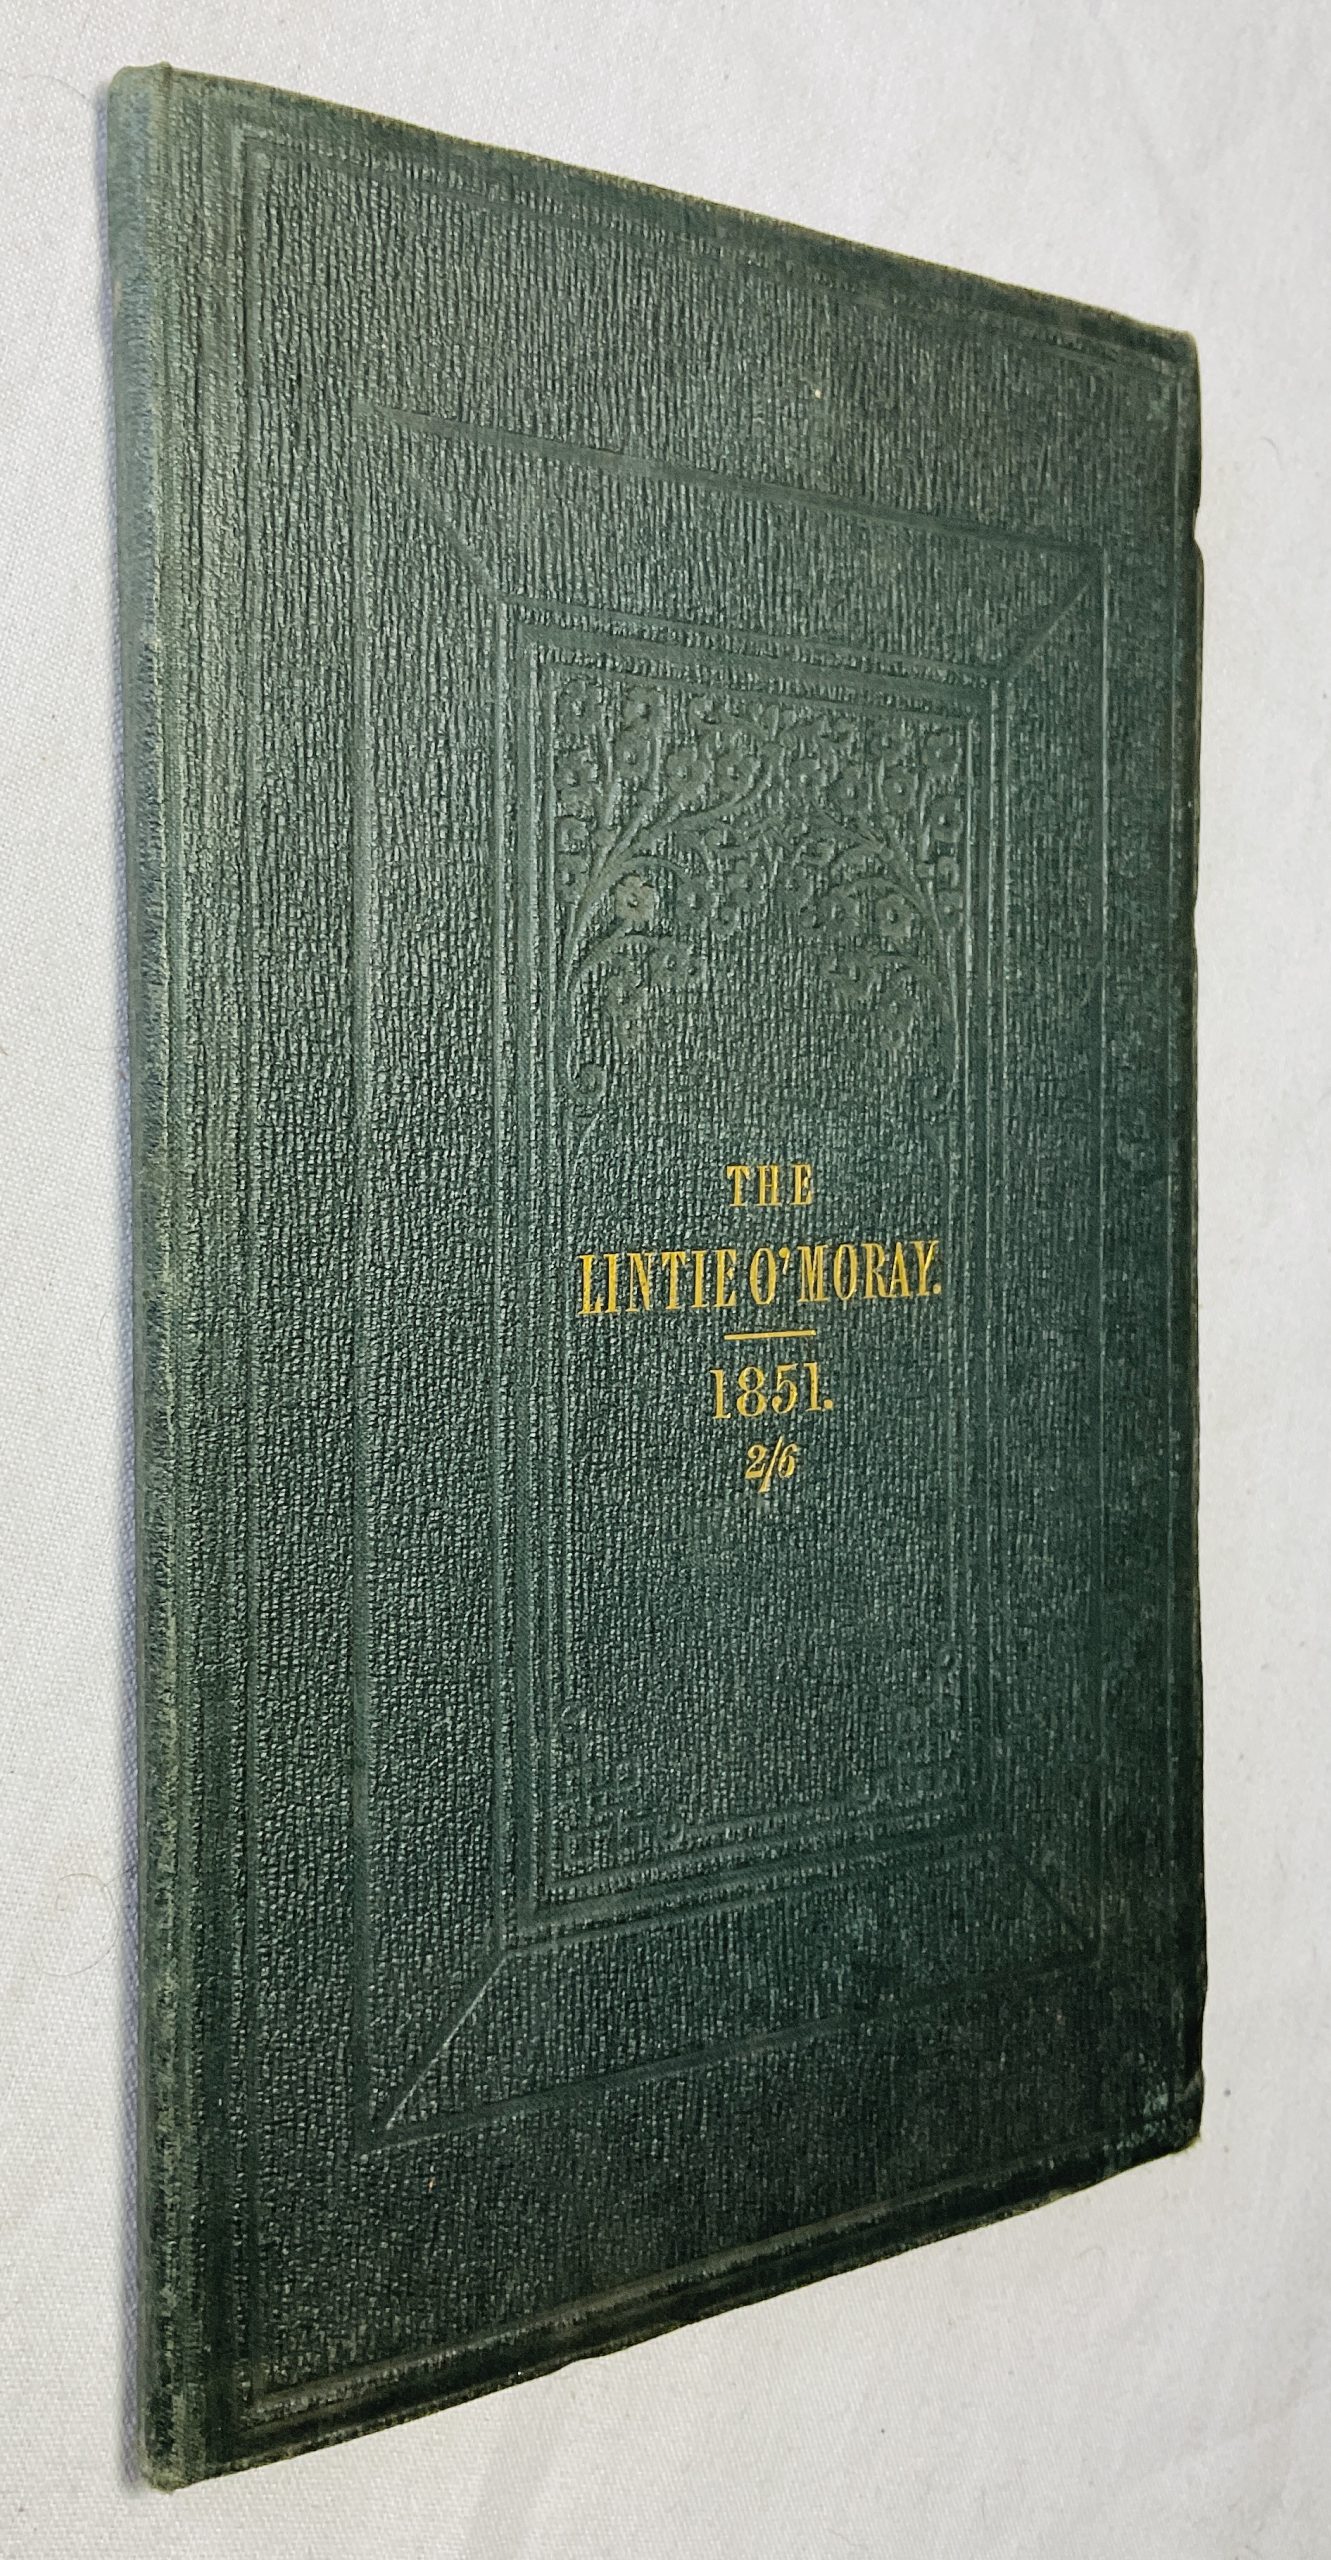 THE
LINTIE O' MORAY.
1851.
2/6